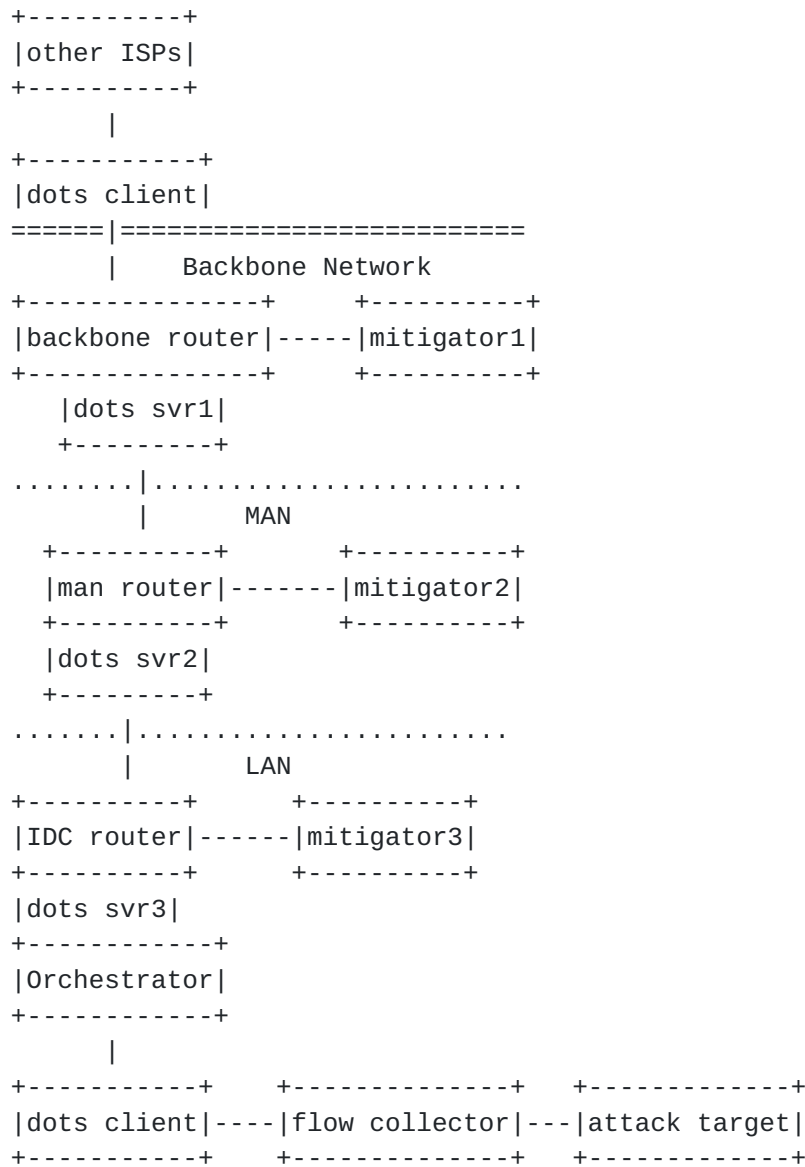 +----------+
|other ISPs|
+----------+
      |
+-----------+
|dots client|
======|==========================
      |    Backbone Network
+---------------+     +----------+
|backbone router|-----|mitigator1|
+---------------+     +----------+
   |dots svr1|
   +---------+
........|........................
        |      MAN
  +----------+       +----------+
  |man router|-------|mitigator2|
  +----------+       +----------+
  |dots svr2|
  +---------+
.......|........................
       |       LAN
+----------+      +----------+
|IDC router|------|mitigator3|
+----------+      +----------+
|dots svr3|
+------------+
|Orchestrator|
+------------+
      |
+-----------+    +--------------+   +-------------+
|dots client|----|flow collector|---|attack target|
+-----------+    +--------------+   +-------------+